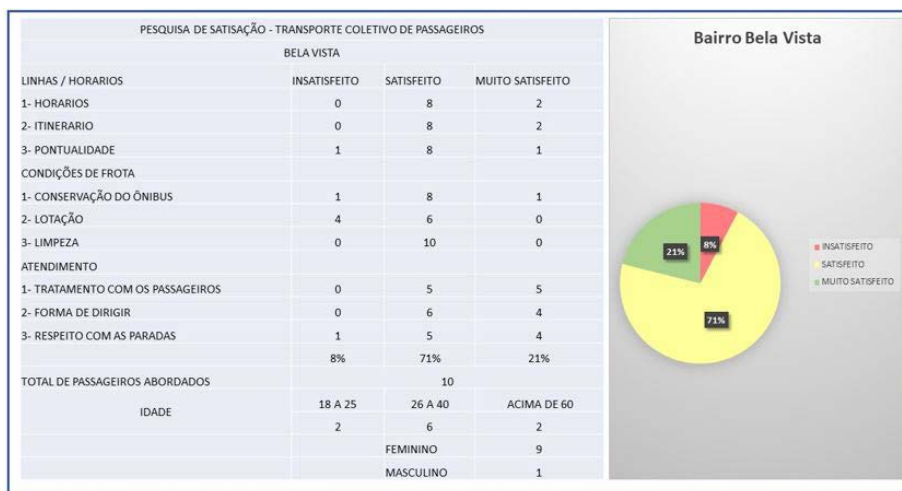 PESQUISA DE SATISAÇÃO - TRANSPORTE COLETIVO DE PASSAGEIROS
BELA VISTA
LINHAS / HORARIOS INSATISFEITO SATISFEITO MUITO SATISFEITO
1- HORARIOS 0 8 2
2- ITINERARIO 0 8 2
3- PONTUALIDADE 1 8 1
CONDIÇÕES DE FROTA
1- CONSERVAÇÃO DO ÔNIBUS 1 8 1
2- LOTAÇÃO 4 6 0
3- LIMPEZA 0 10 0
ATENDIMENTO
1- TRATAMENTO COM OS PASSAGEIROS 0 5 5
2- FORMA DE DIRIGIR 0 6 4
3- RESPEITO COM AS PARADAS 1 5 4
8% 71% 21%
TOTAL DE PASSAGEIROS ABORDADOS 10
IDADE 18 A 25 26 A 40 ACIMA DE 60
2 6 2
FEMININO 9
MASCULINO 1
Bairro Bela Vista
8%
21%
71%
INSATISFEITO
SATISFEITO
MUITO SATISFEITO